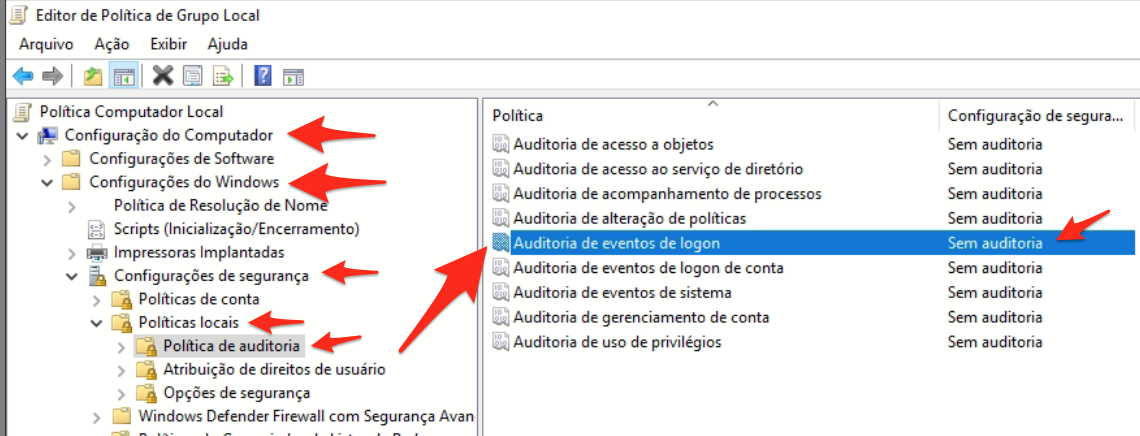 Editor de Política de Grupo Local
Arquivo Ação Exibir Ajuda
Política Computador Local
Configuração do Computador
Configurações de Software
Configurações do Windows
Política de Resolução de Nome
Scripts (Inicialização/Encerramento)
Impressoras Implantadas
Configurações de segurança
Políticas de conta
Políticas locais
Política de auditoria
Atribuição de direitos de usuário
Opções de segurança
Windows Defender Firewall com Segurança Avan
Política Configuração de segura...
Auditoria de acesso a objetos Sem auditoria
Auditoria de acesso ao serviço de diretório Sem auditoria
Auditoria de acompanhamento de processos Sem auditoria
Auditoria de alteração de políticas Sem auditoria
Auditoria de eventos de logon Sem auditoria
Auditoria de eventos de logon de conta Sem auditoria
Auditoria de eventos de sistema Sem auditoria
Auditoria de gerenciamento de conta Sem auditoria
Auditoria de uso de privilégios Sem auditoria